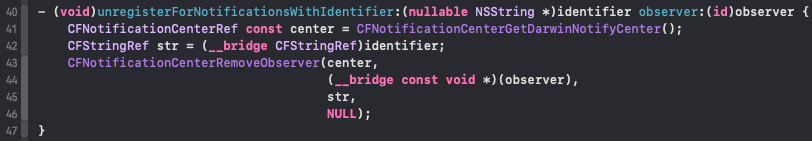 40 - (void)unregisterForNotificationsWithIdentifier:(nullable NSString *)identifier observer:(id)observer {
41 CFNotificationCenterRef const center = CFNotificationCenterGetDarwinNotifyCenter();
42 CFStringRef str = (__bridge CFStringRef)identifier;
43 CFNotificationCenterRemoveObserver(center,
44 (__bridge const void *)(observer),
45 str,
46 NULL);
47 }